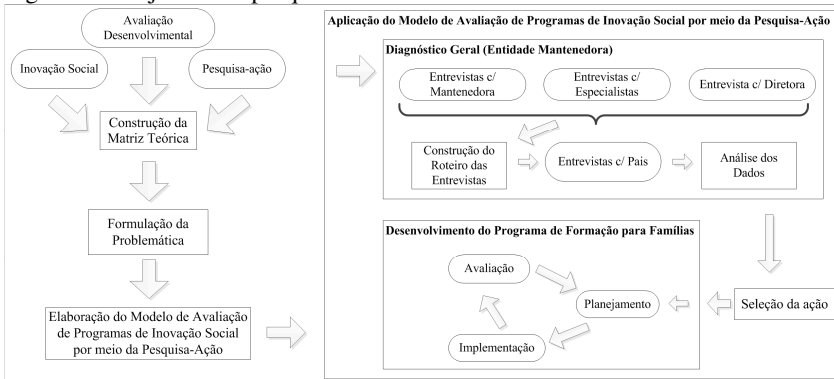 Avaliação
Desenvolvimental
Inovação Social
Pesquisa-ação
Construção da
Matriz Teórica
Formulação da
Problemática
Elaboração do Modelo de Avaliação
de Programas de Inovação Social
por meio da Pesquisa-Ação
Aplicação do Modelo de Avaliação de Programas de Inovação Social por meio da Pesquisa-Ação
Diagnóstico Geral (Entidade Mantenedora)
Entrevistas c/
Mantenedora
Entrevistas c/
Especialistas
Entrevista c/ Diretora
Construção do
Roteiro das
Entrevistas
Entrevistas c/ Pais
Análise dos
Dados
Seleção da ação
Desenvolvimento do Programa de Formação para Famílias
Avaliação
Planejamento
Implementação